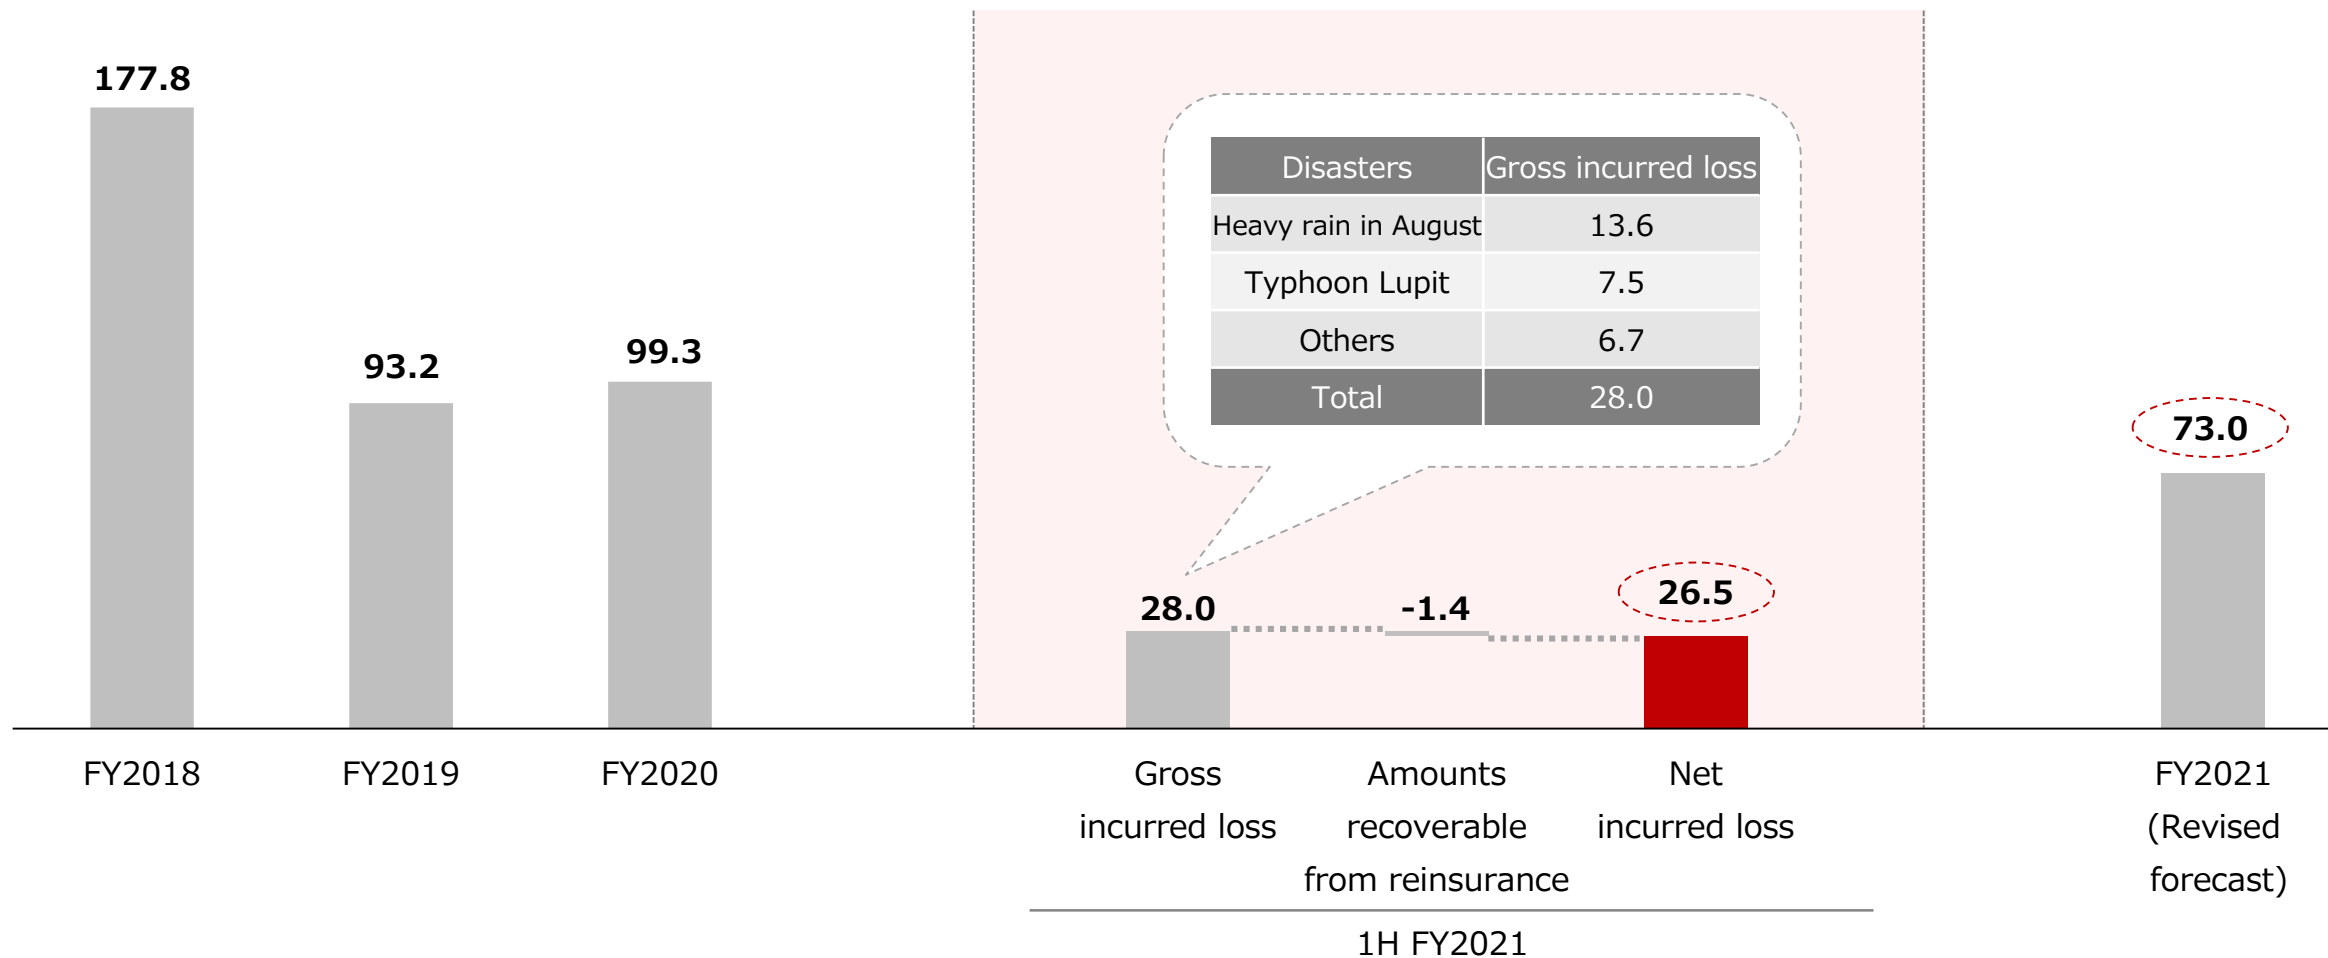 177.8
93.2
99.3
Disasters Gross incurred loss
Heavy rain in August 13.6
Typhoon Lupit 7.5
Others 6.7
Total 28.0
28.0
-1.4
26.5
73.0
FY2018
FY2019
FY2020
Gross
incurred loss
Amounts
recoverable
from reinsurance
Net
incurred loss
1H FY2021
FY2021
(Revised
forecast)